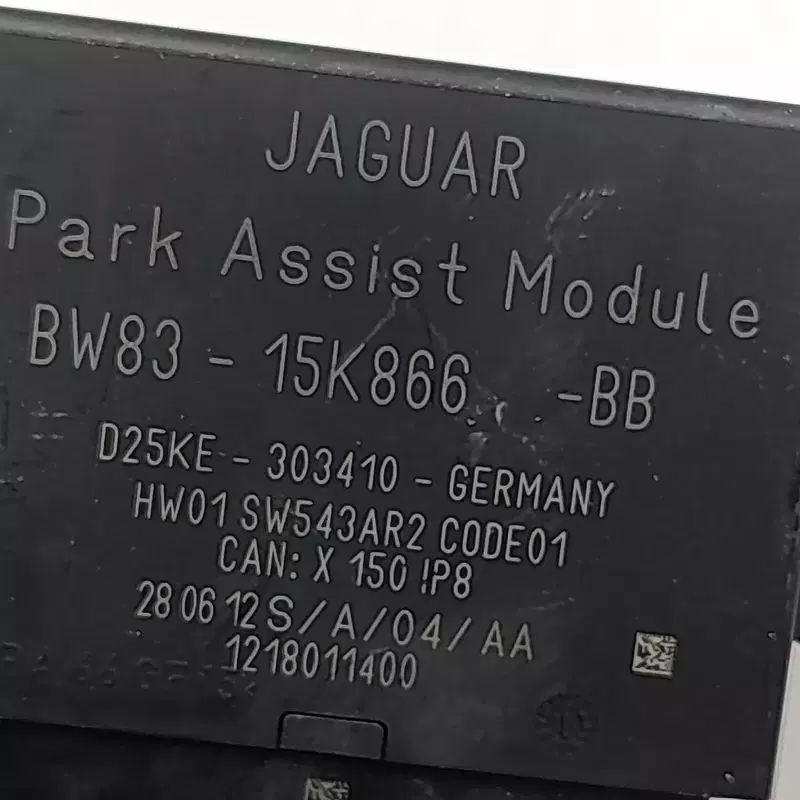 JAGUAR
Park Assist Module
BW83 - 15K866 -BB
D25KE - 303410 - GERMANY
HW01 SW543AR2 CODE01
CAN: X 150 IP8
28 06 12 S/A/04/AA
1218011400